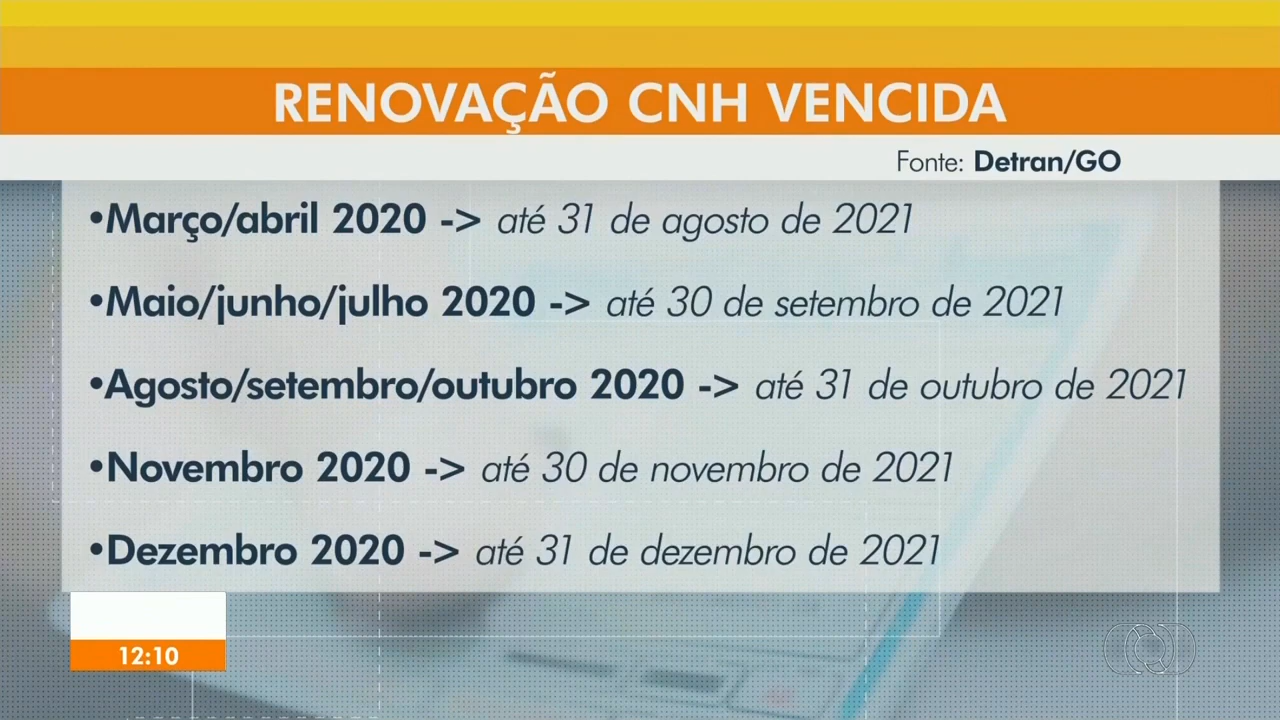 RENOVAÇÃO CNH VENCIDA
Fonte: Detran/GO
•Março/abril 2020 -> até 31 de agosto de 2021
•Maio/junho/julho 2020 -> até 30 de setembro de 2021
•Agosto/setembro/outubro 2020 -> até 31 de outubro de 2021
•Novembro 2020 -> até 30 de novembro de 2021
•Dezembro 2020 -> até 31 de dezembro de 2021
12:10